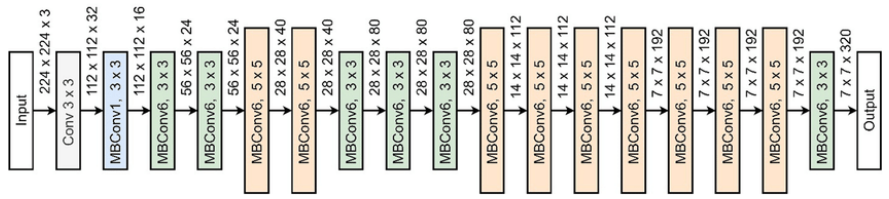 Input
224 x 224 x 3
Conv 3 x 3
112 x 112 x 32
MBConv1, 3 x 3
112 x 112 x 16
MBConv6, 3 x 3
56 x 56 x 24
MBConv6, 3 x 3
56 x 56 x 24
MBConv6, 5 x 5
28 x 28 x 40
MBConv6, 5 x 5
28 x 28 x 40
MBConv6, 3 x 3
28 x 28 x 80
MBConv6, 3 x 3
28 x 28 x 80
MBConv6, 3 x 3
28 x 28 x 80
MBConv6, 5 x 5
14 x 14 x 112
MBConv6, 5 x 5
14 x 14 x 112
MBConv6, 5 x 5
14 x 14 x 112
MBConv6, 5 x 5
7 x 7 x 192
MBConv6, 5 x 5
7 x 7 x 192
MBConv6, 5 x 5
7 x 7 x 192
MBConv6, 5 x 5
7 x 7 x 192
MBConv6, 3 x 3
7 x 7 x 320
Output